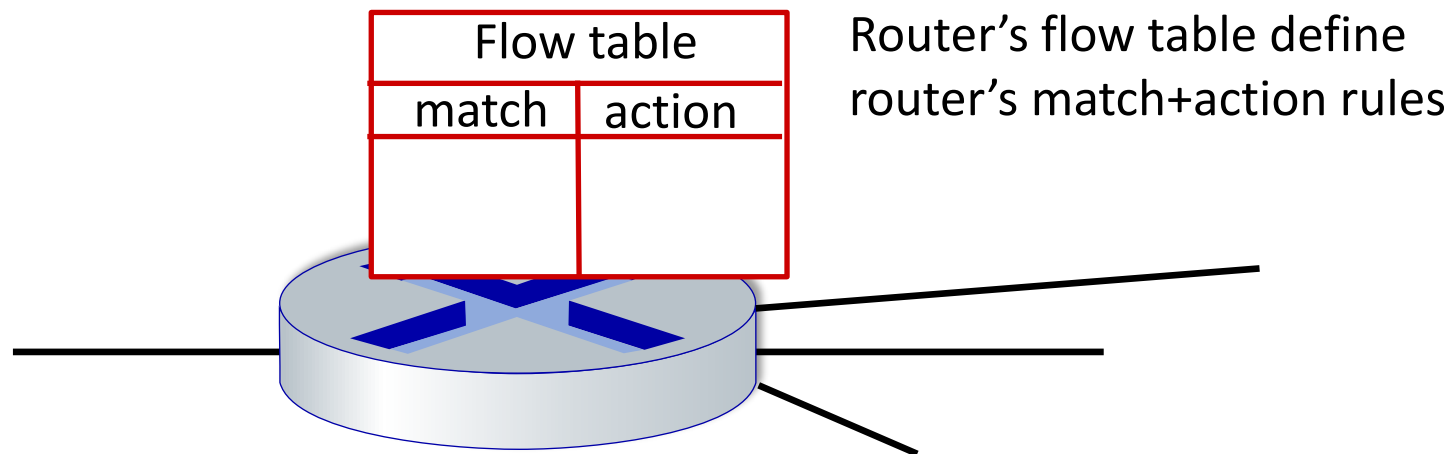 Flow table
match action
Router’s flow table define
router’s match+action rules